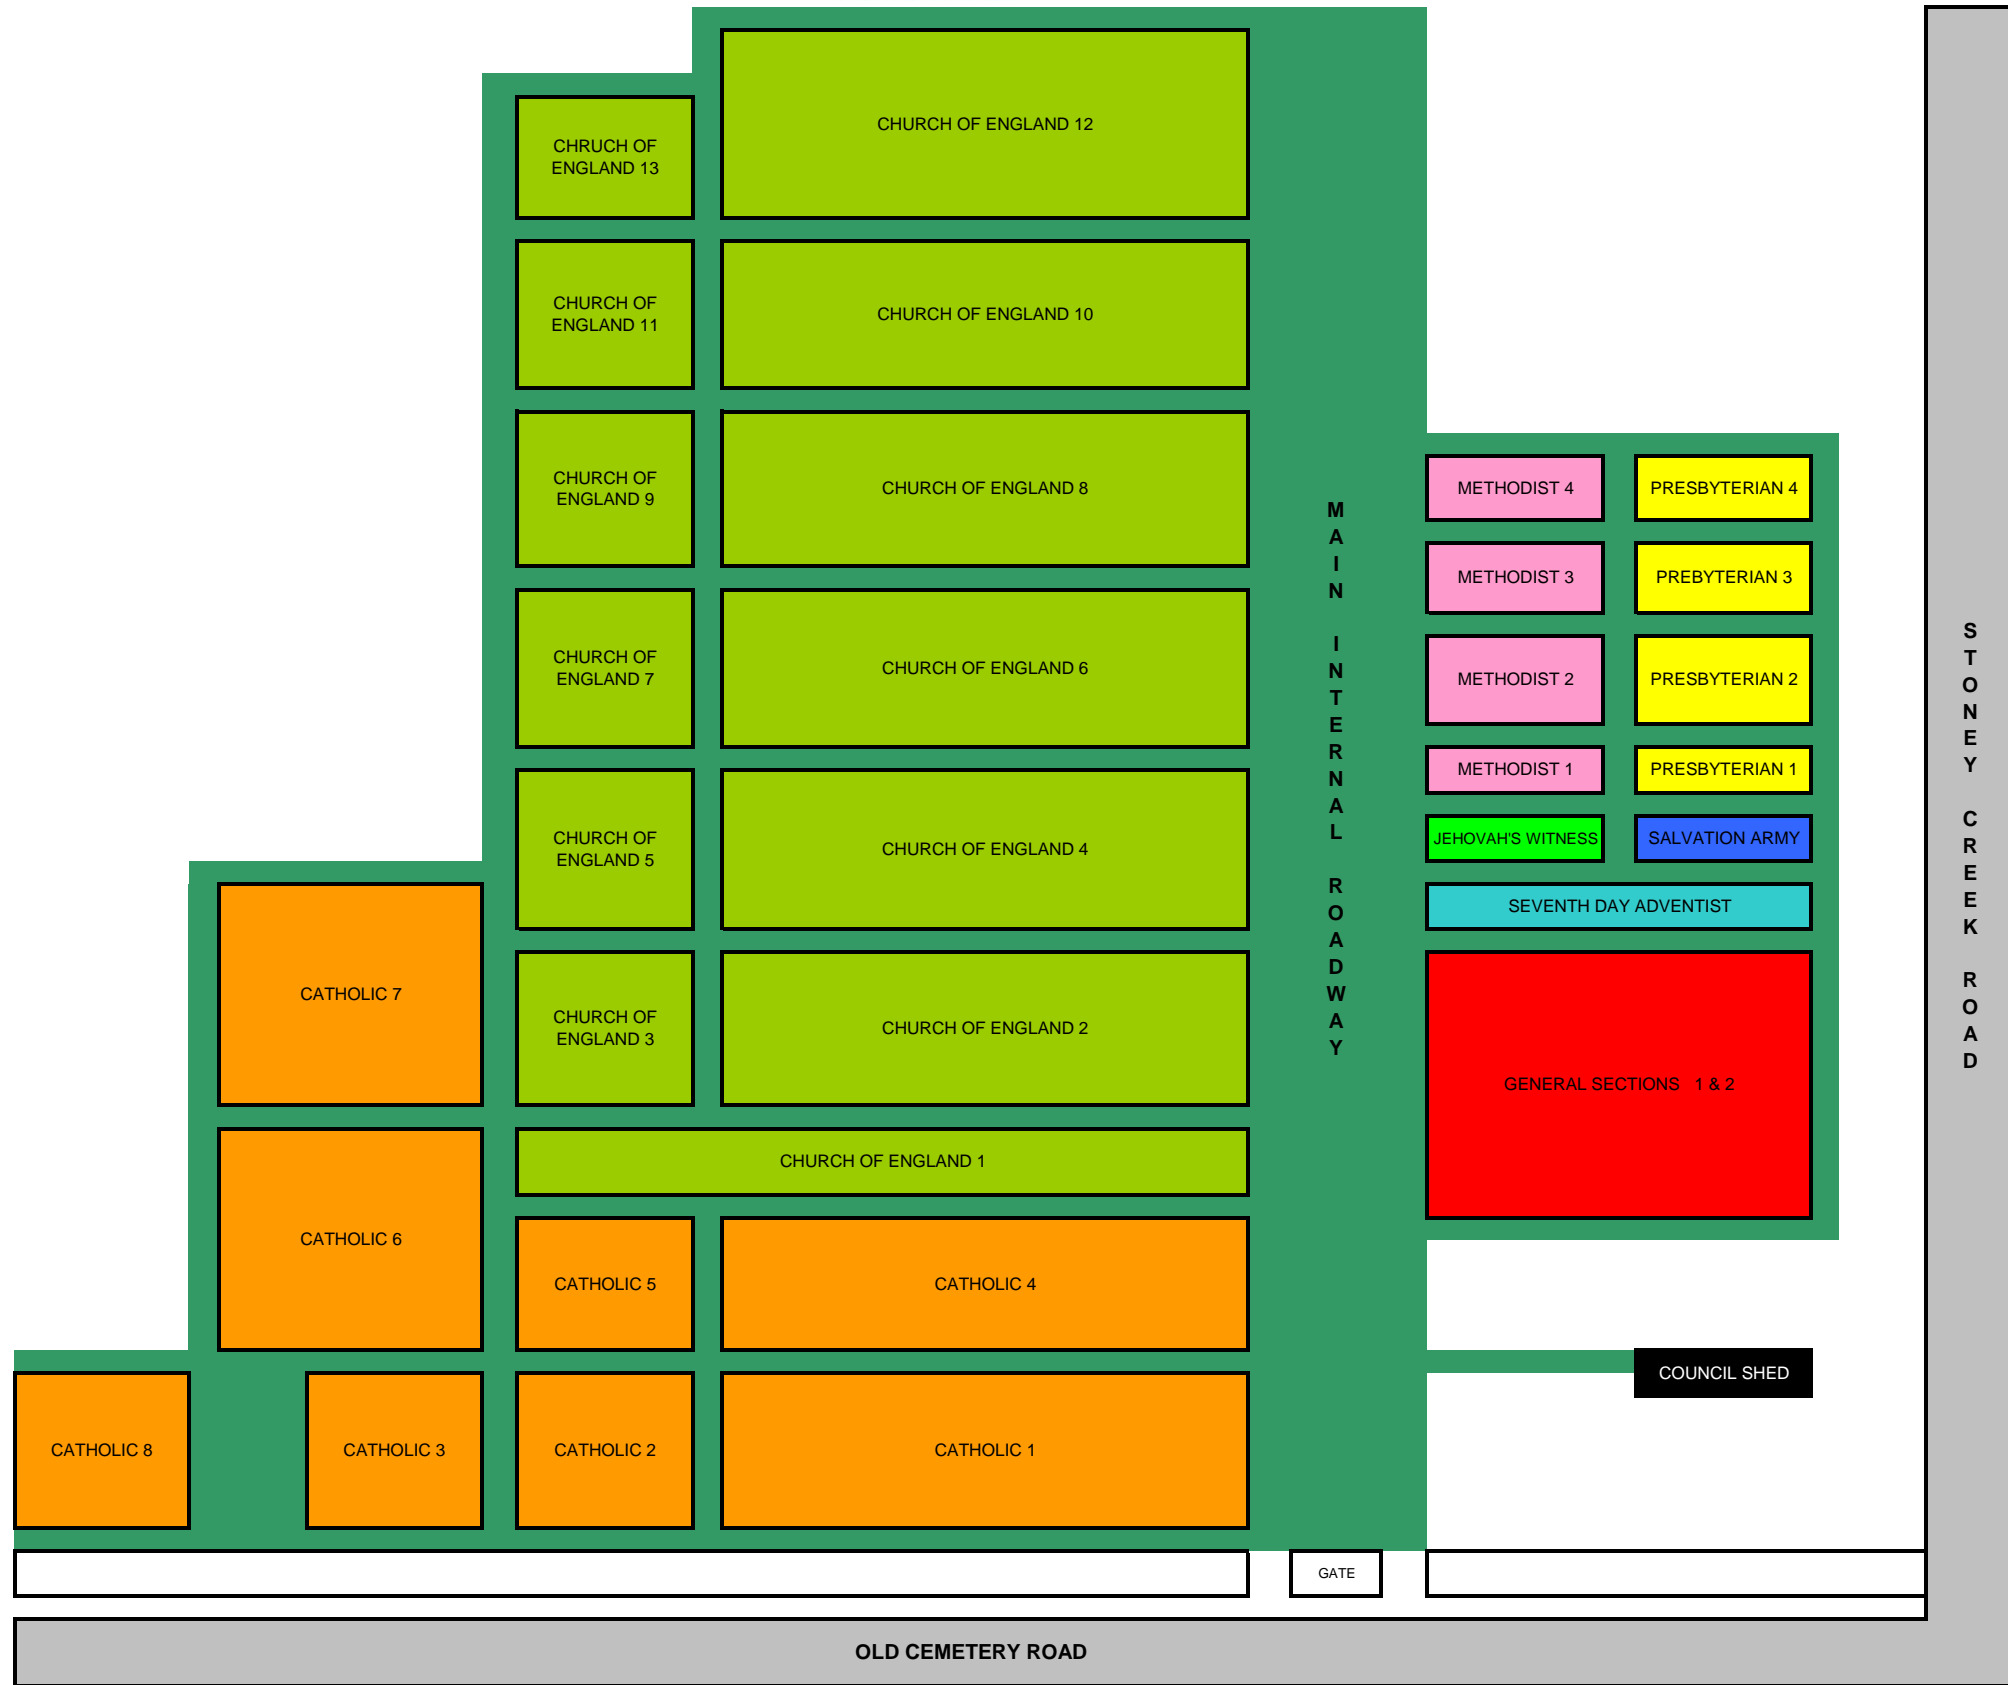 CHURCH OF ENGLAND 12
CHRUCH OF
ENGLAND 13
CHURCH OF
ENGLAND 11
CHURCH OF ENGLAND 10
CHURCH OF
ENGLAND 9
CHURCH OF ENGLAND 8
METHODIST 4
PRESBYTERIAN 4
METHODIST 3
PREBYTERIAN 3
CHURCH OF
ENGLAND 7
CHURCH OF ENGLAND 6
METHODIST 2
PRESBYTERIAN 2
METHODIST 1
PRESBYTERIAN 1
CHURCH OF
ENGLAND 5
CHURCH OF ENGLAND 4
JEHOVAH'S WITNESS
SALVATION ARMY
SEVENTH DAY ADVENTIST
MAIN INTERNAL ROADWAY
STONEY CREEK ROAD
CATHOLIC 7
CHURCH OF
ENGLAND 3
CHURCH OF ENGLAND 2
GENERAL SECTIONS 1 & 2
CHURCH OF ENGLAND 1
CATHOLIC 6
CATHOLIC 5
CATHOLIC 4
COUNCIL SHED
CATHOLIC 8
CATHOLIC 3
CATHOLIC 2
CATHOLIC 1
GATE
OLD CEMETERY ROAD